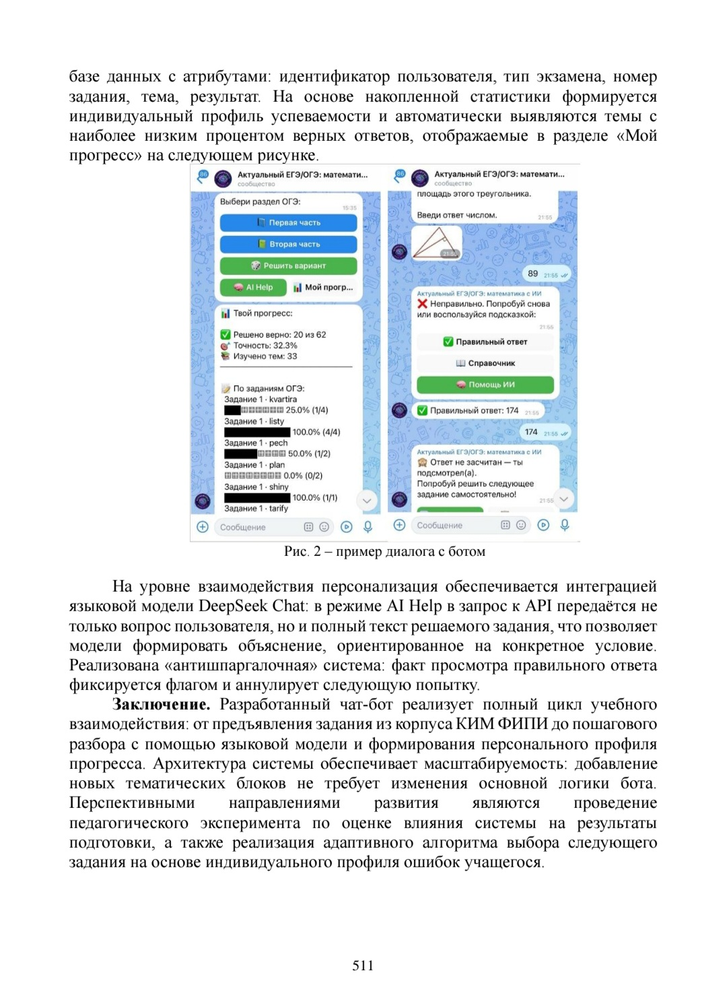 базе данных с атрибутами: идентификатор пользователя, тип экзамена, номер
задания, тема, результат. На основе накопленной статистики формируется
индивидуальный профиль успеваемости и автоматически выявляются темы с
наиболее низким процентом верных ответов, отображаемые в разделе «Мой
прогресс» на следующем рисунке.
86
Актуальный ЕГЭ/ОГЭ: математи...
сообщество
Выбери раздел ОГЭ:
15:35
Первая часть
Вторая часть
Решить вариант
AI Help
Мой прогр...
Твой прогресс:
Решено верно: 20 из 62
Точность: 32.3%
Изучено тем: 33
По заданиям ОГЭ:
Задание 1 · kvartira
25.0% (1/4)
Задание 1 · listy
100.0% (4/4)
Задание 1 · pech
50.0% (1/2)
Задание 1 · plan
0.0% (0/2)
Задание 1 · shiny
100.0% (1/1)
Задание 1 · tarify
Сообщение
86
Актуальный ЕГЭ/ОГЭ: математи...
сообщество
площадь этого треугольника.
Введи ответ числом.
21:55
21:55
89 21:55
Актуальный ЕГЭ/ОГЭ: математика с ИИ
Неправильно. Попробуй снова
или воспользуйся подсказкой:
21:55
Правильный ответ
Справочник
Помощь ИИ
Правильный ответ: 174 21:55
174 21:55
Актуальный ЕГЭ/ОГЭ: математика с ИИ
Ответ не засчитан — ты
подсмотрел(а).
Попробуй решить следующее
задание самостоятельно!
21:55
Сообщение
Рис. 2 – пример диалога с ботом
На уровне взаимодействия персонализация обеспечивается интеграцией
языковой модели DeepSeek Chat: в режиме AI Help в запрос к API передаётся не
только вопрос пользователя, но и полный текст решаемого задания, что позволяет
модели формировать объяснение, ориентированное на конкретное условие.
Реализована «антишпаргалочная» система: факт просмотра правильного ответа
фиксируется флагом и аннулирует следующую попытку.
Заключение. Разработанный чат-бот реализует полный цикл учебного
взаимодействия: от предъявления задания из корпуса КИМ ФИПИ до пошагового
разбора с помощью языковой модели и формирования персонального профиля
прогресса. Архитектура системы обеспечивает масштабируемость: добавление
новых тематических блоков не требует изменения основной логики бота.
Перспективными направлениями развития являются проведение
педагогического эксперимента по оценке влияния системы на результаты
подготовки, а также реализация адаптивного алгоритма выбора следующего
задания на основе индивидуального профиля ошибок учащегося.
511